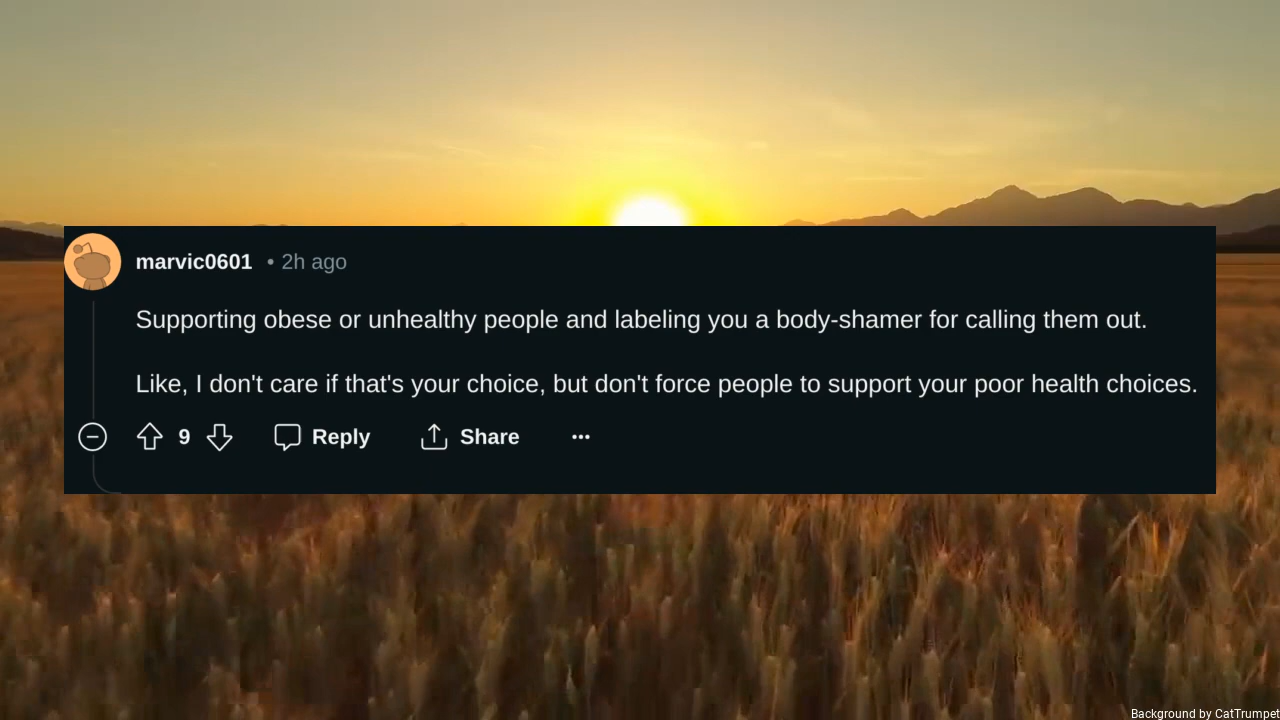 marvic0601 • 2h ago
Supporting obese or unhealthy people and labeling you a body-shamer for calling them out.
Like, I don't care if that's your choice, but don't force people to support your poor health choices.
9 Reply Share
Background by CatTrumpet